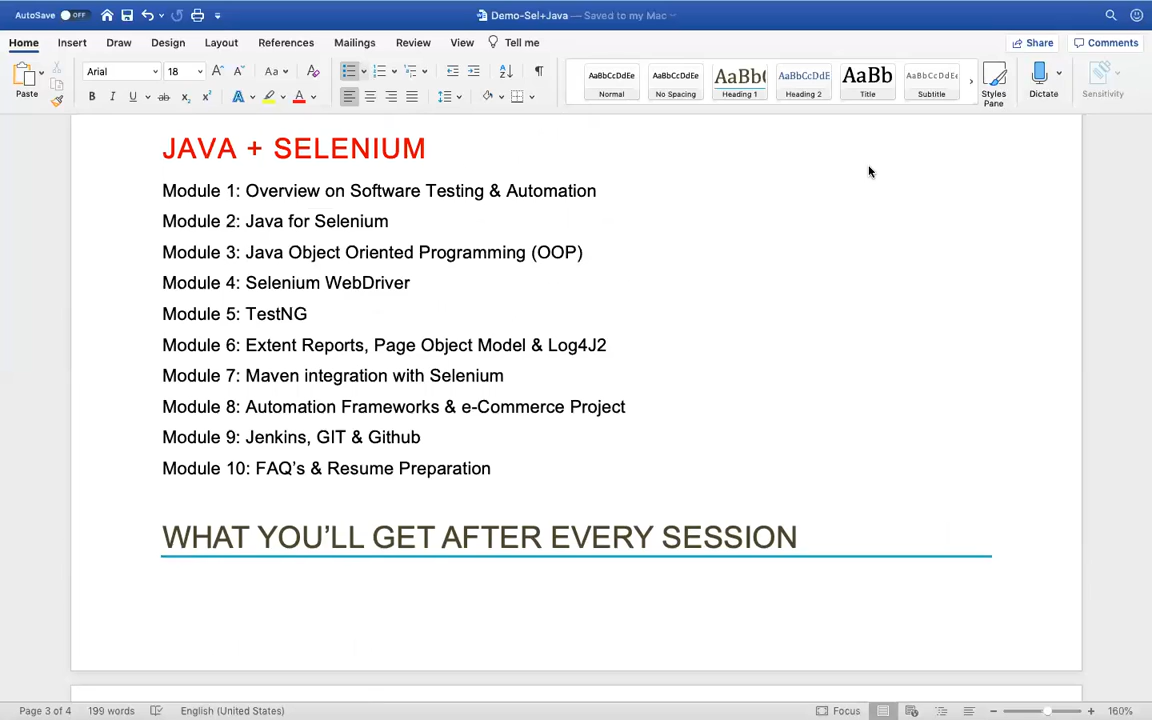 AutoSave OFF
Demo-Sel+Java — Saved to my Mac
Home Insert Draw Design Layout References Mailings Review View Tell me Share Comments
Paste Arial 18 Aa AaBbCcDdEe Normal AaBbCcDdEe No Spacing AaBb( Heading 1 AaBbCcDdE Heading 2 AaBb Title AaBbCcDdEe Subtitle Styles Pane Dictate Sensitivity
JAVA + SELENIUM
Module 1: Overview on Software Testing & Automation
Module 2: Java for Selenium
Module 3: Java Object Oriented Programming (OOP)
Module 4: Selenium WebDriver
Module 5: TestNG
Module 6: Extent Reports, Page Object Model & Log4J2
Module 7: Maven integration with Selenium
Module 8: Automation Frameworks & e-Commerce Project
Module 9: Jenkins, GIT & Github
Module 10: FAQ’s & Resume Preparation
WHAT YOU’LL GET AFTER EVERY SESSION
Page 3 of 4 199 words English (United States) Focus 160%